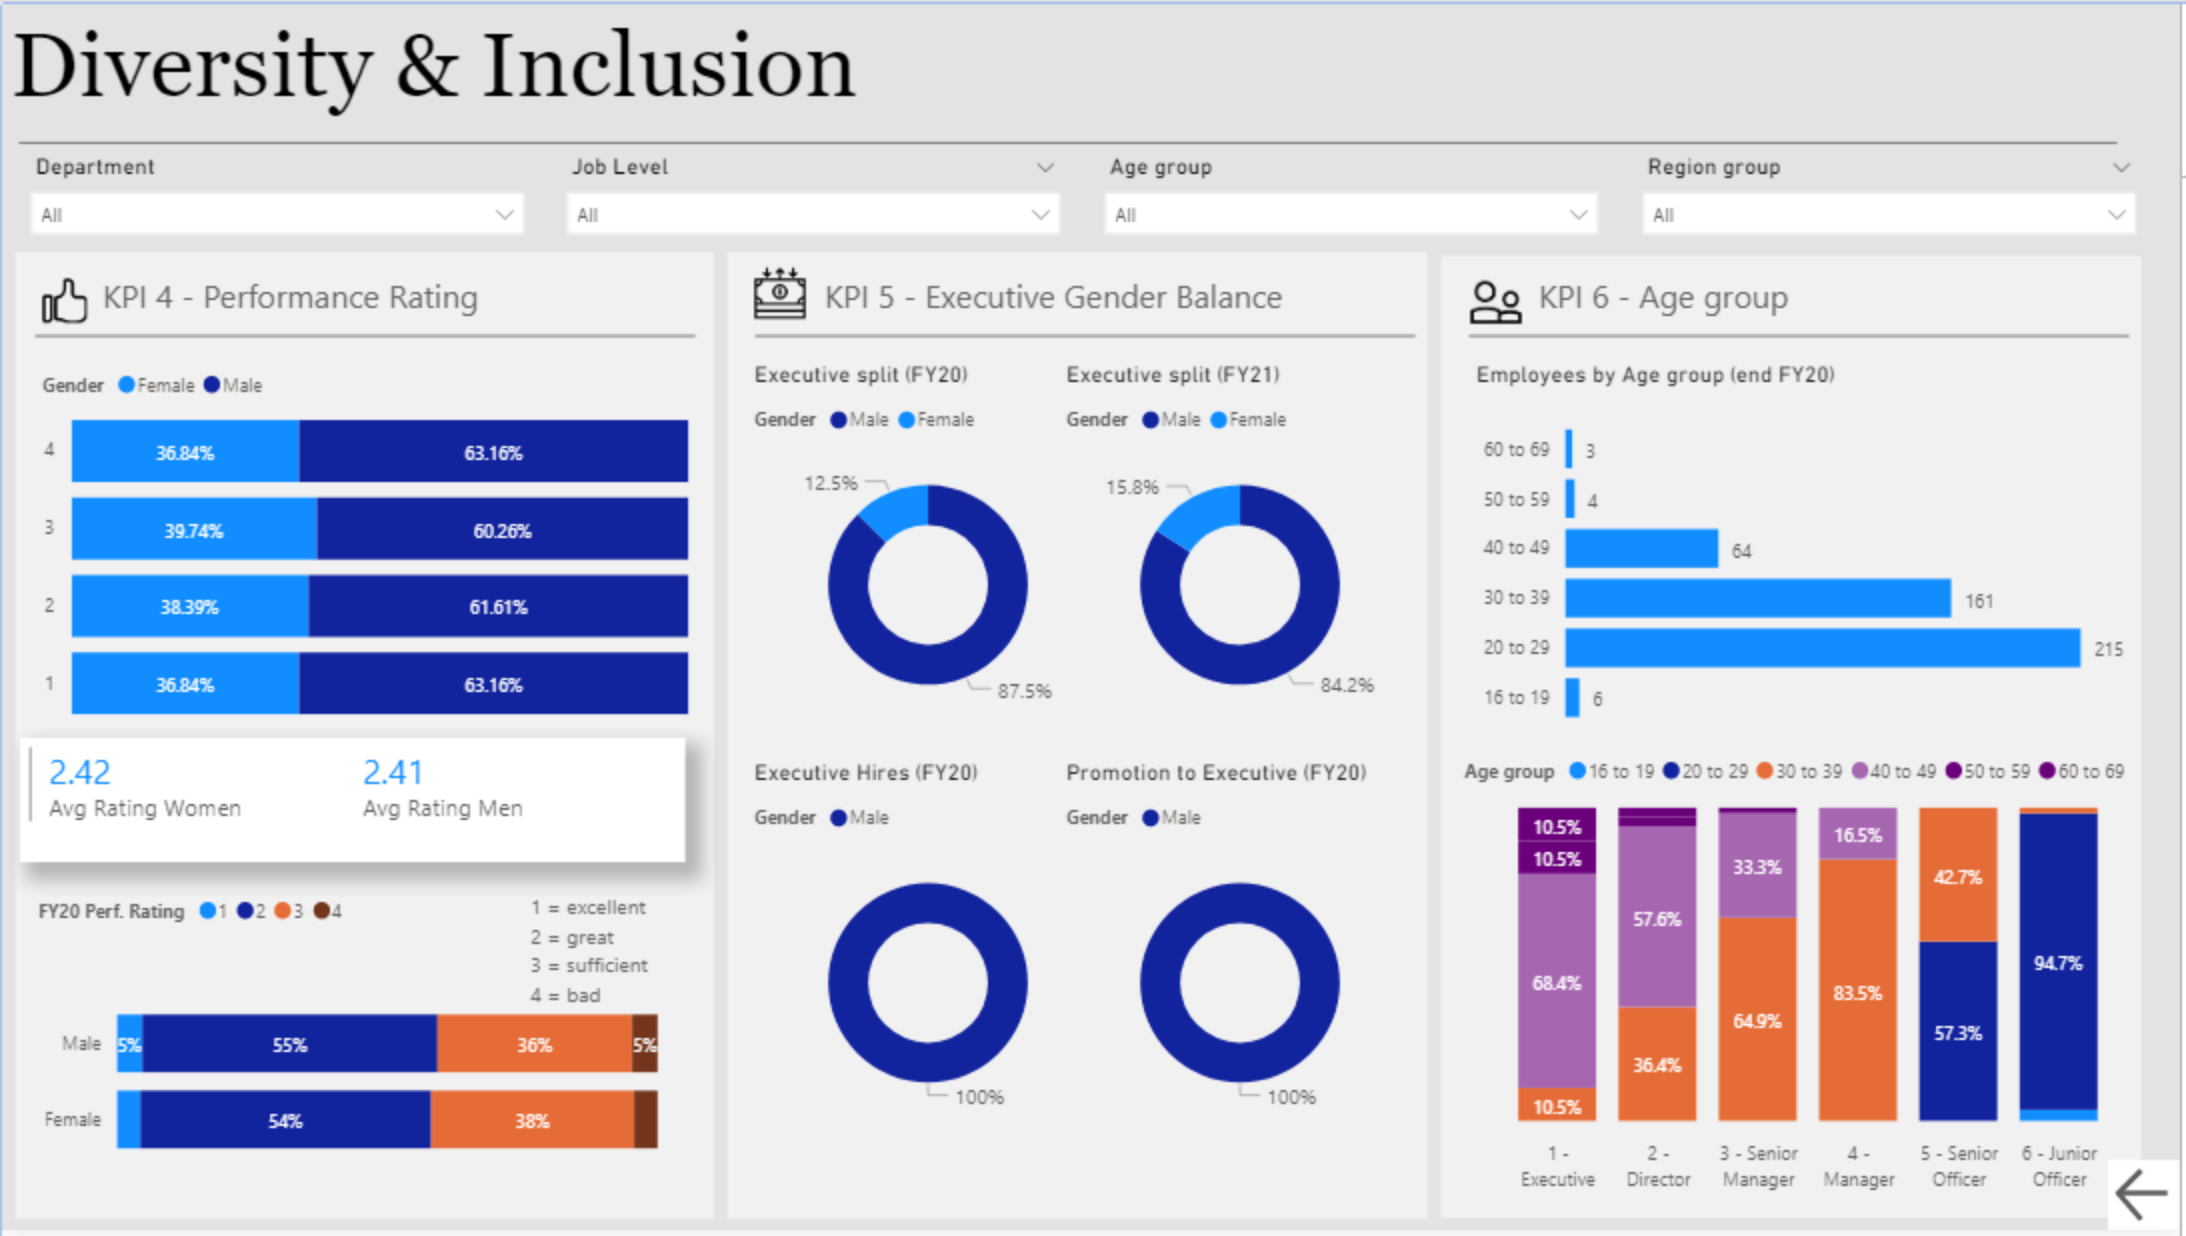 Diversity & Inclusion
Department
All
Job Level
All
Age group
All
Region group
All
KPI 4 - Performance Rating
Gender Female Male
4 36.84% 63.16%
3 39.74% 60.26%
2 38.39% 61.61%
1 36.84% 63.16%
2.42
Avg Rating Women
2.41
Avg Rating Men
FY20 Perf. Rating 1 2 3 4
1 = excellent
2 = great
3 = sufficient
4 = bad
Male 5% 55% 36% 5%
Female 54% 38%
KPI 5 - Executive Gender Balance
Executive split (FY20)
Gender Male Female
12.5%
87.5%
Executive split (FY21)
Gender Male Female
15.8%
84.2%
Executive Hires (FY20)
Gender Male
100%
Promotion to Executive (FY20)
Gender Male
100%
KPI 6 - Age group
Employees by Age group (end FY20)
60 to 69 3
50 to 59 4
40 to 49 64
30 to 39 161
20 to 29 215
16 to 19 6
Age group 16 to 19 20 to 29 30 to 39 40 to 49 50 to 59 60 to 69
10.5%
10.5%
68.4%
10.5%
1 -
Executive
57.6%
36.4%
2 -
Director
33.3%
64.9%
3 - Senior
Manager
16.5%
83.5%
4 -
Manager
42.7%
57.3%
5 - Senior
Officer
94.7%
6 - Junior
Officer